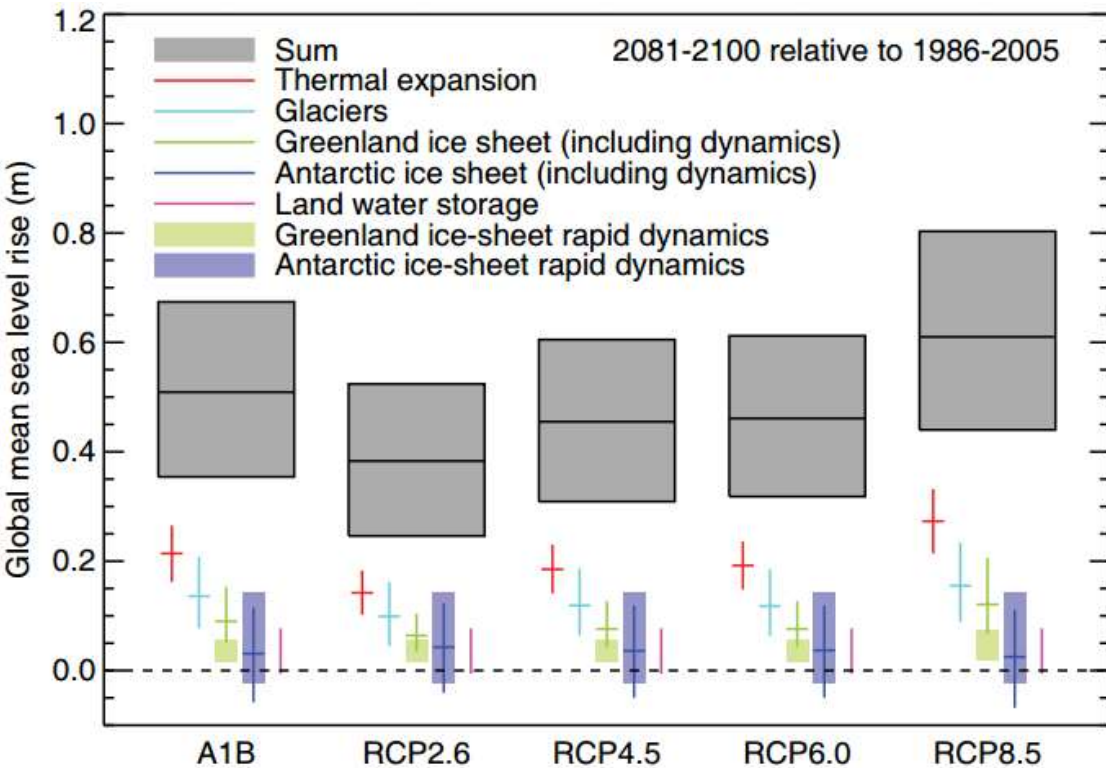 2081-2100 relative to 1986-2005
Sum
Thermal expansion
Glaciers
Greenland ice sheet (including dynamics)
Antarctic ice sheet (including dynamics)
Land water storage
Greenland ice-sheet rapid dynamics
Antarctic ice-sheet rapid dynamics
Global mean sea level rise (m)
1.2
1.0
0.8
0.6
0.4
0.2
0.0
A1B RCP2.6 RCP4.5 RCP6.0 RCP8.5